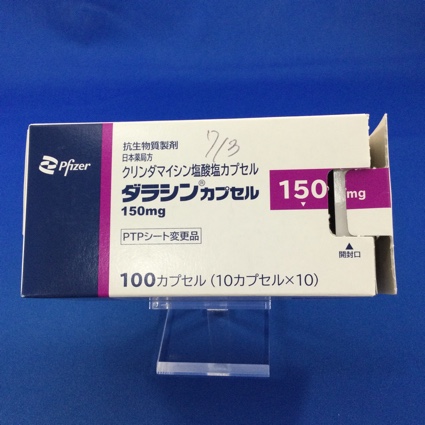 Pfizer
抗生物質製剤
7/3
日本薬局方
クリンダマイシン塩酸塩カプセル
ダラシン®カプセル
150mg
150 mg
PTPシート変更品
開封口
100カプセル (10カプセル×10)